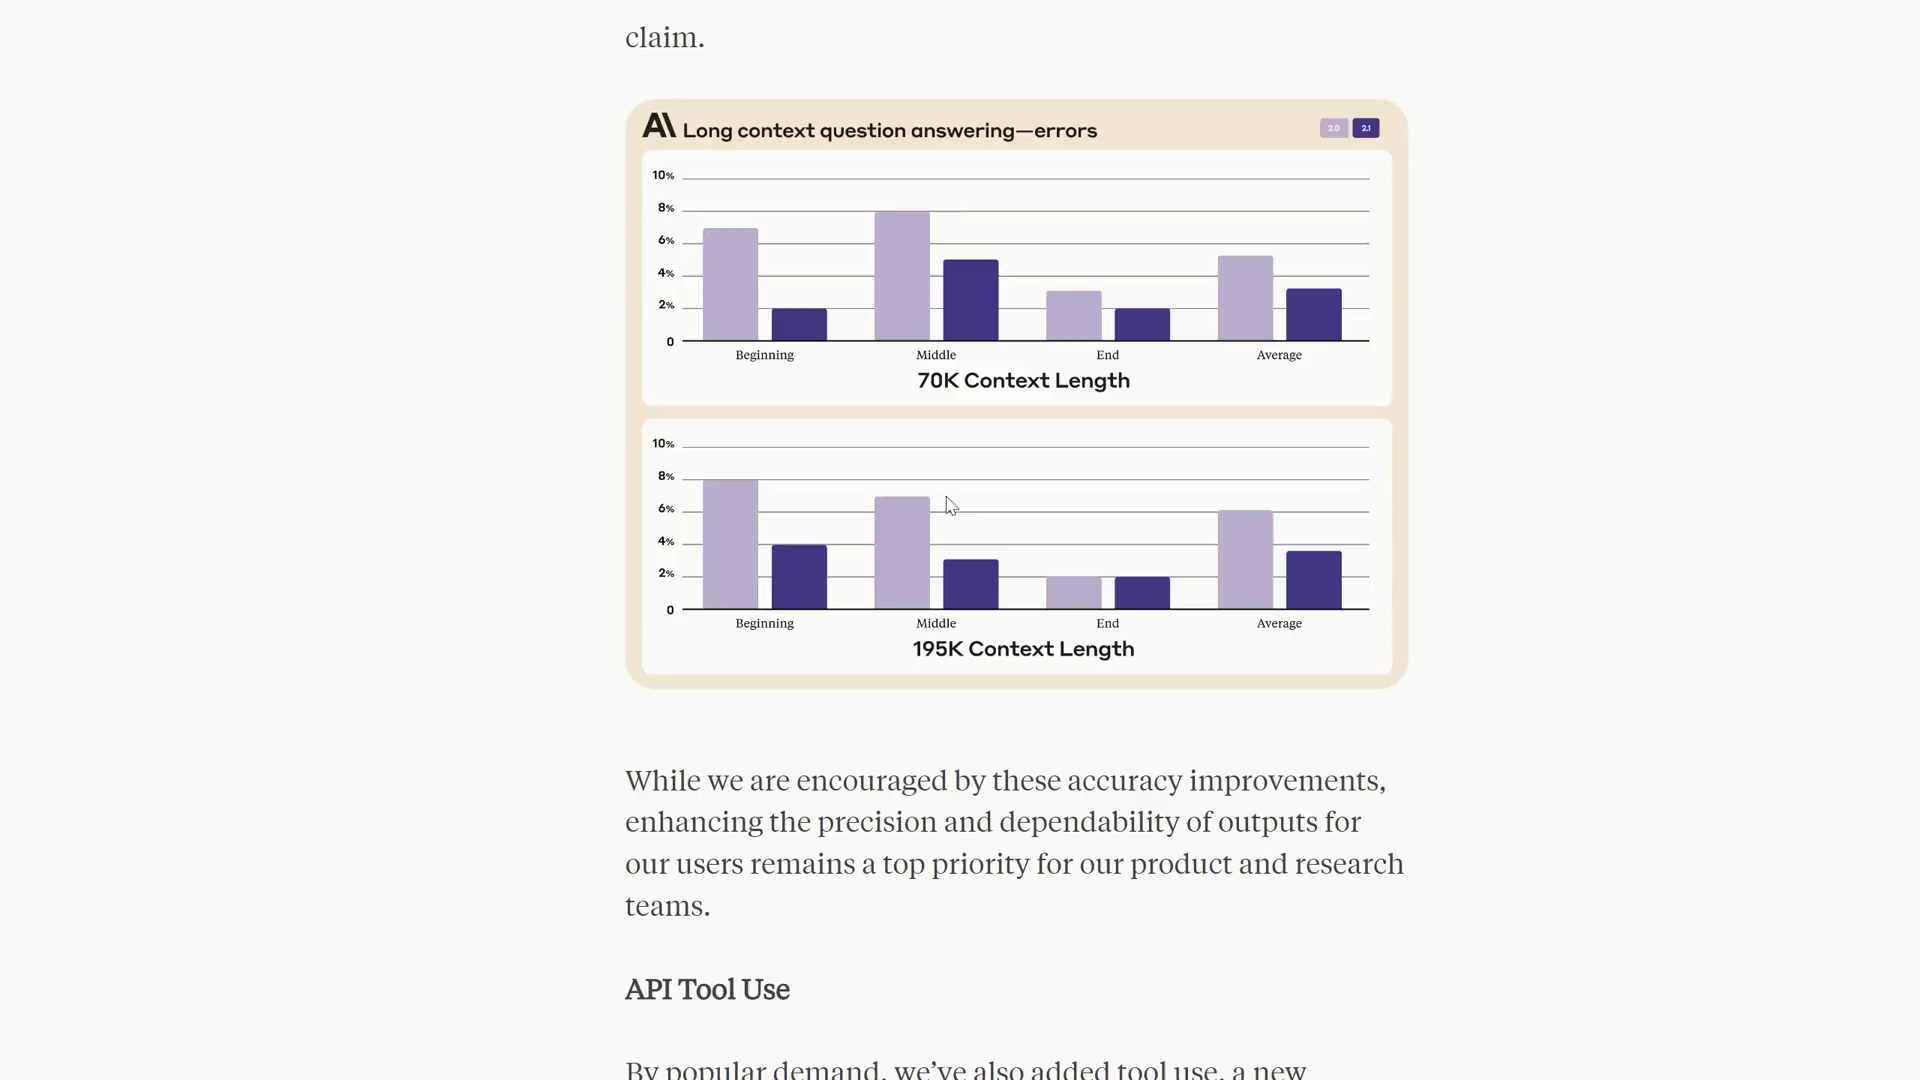 claim.
A\ Long context question answering—errors
2.0 2.1
10%
8%
6%
4%
2%
0
Beginning Middle End Average
70K Context Length
10%
8%
6%
4%
2%
0
Beginning Middle End Average
195K Context Length
While we are encouraged by these accuracy improvements,
enhancing the precision and dependability of outputs for
our users remains a top priority for our product and research
teams.
API Tool Use
By popular demand, we’ve also added tool use, a new